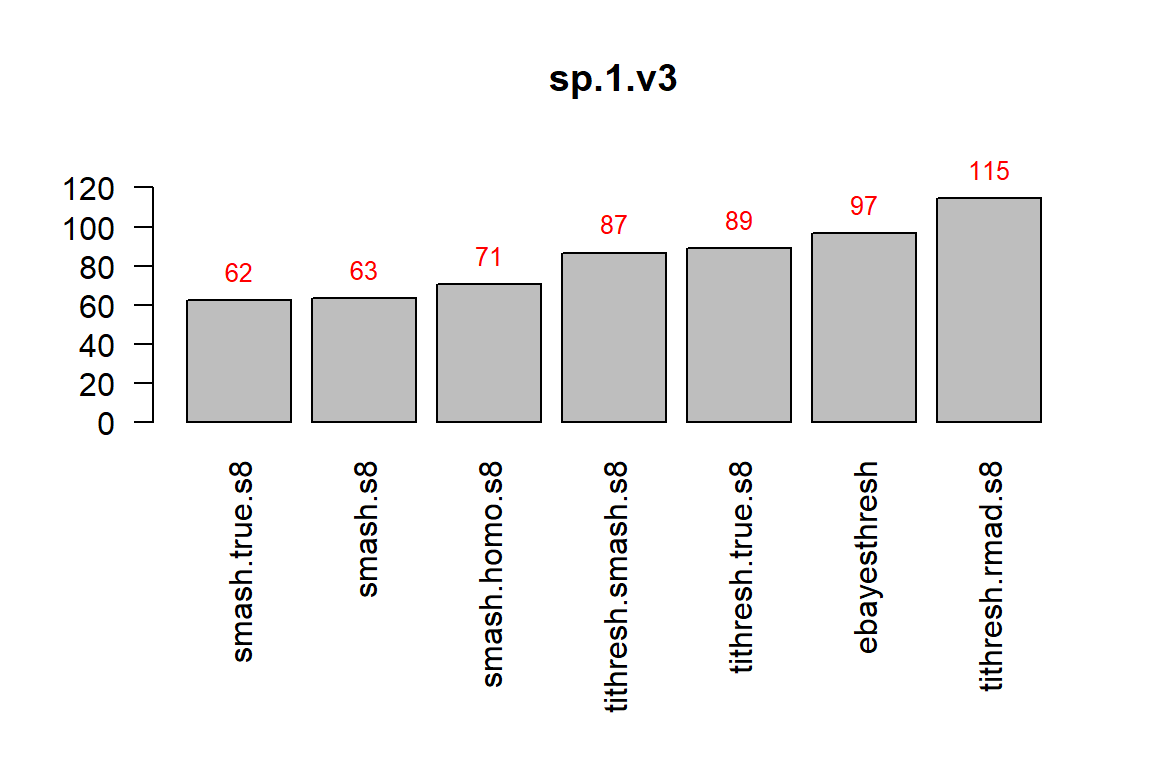 sp.1.v3
120
100
80
60
40
20
0
62
63
71
87
89
97
115
smash.true.s8
smash.s8
smash.homo.s8
tithresh.smash.s8
tithresh.true.s8
ebayesthresh
tithresh.rmad.s8